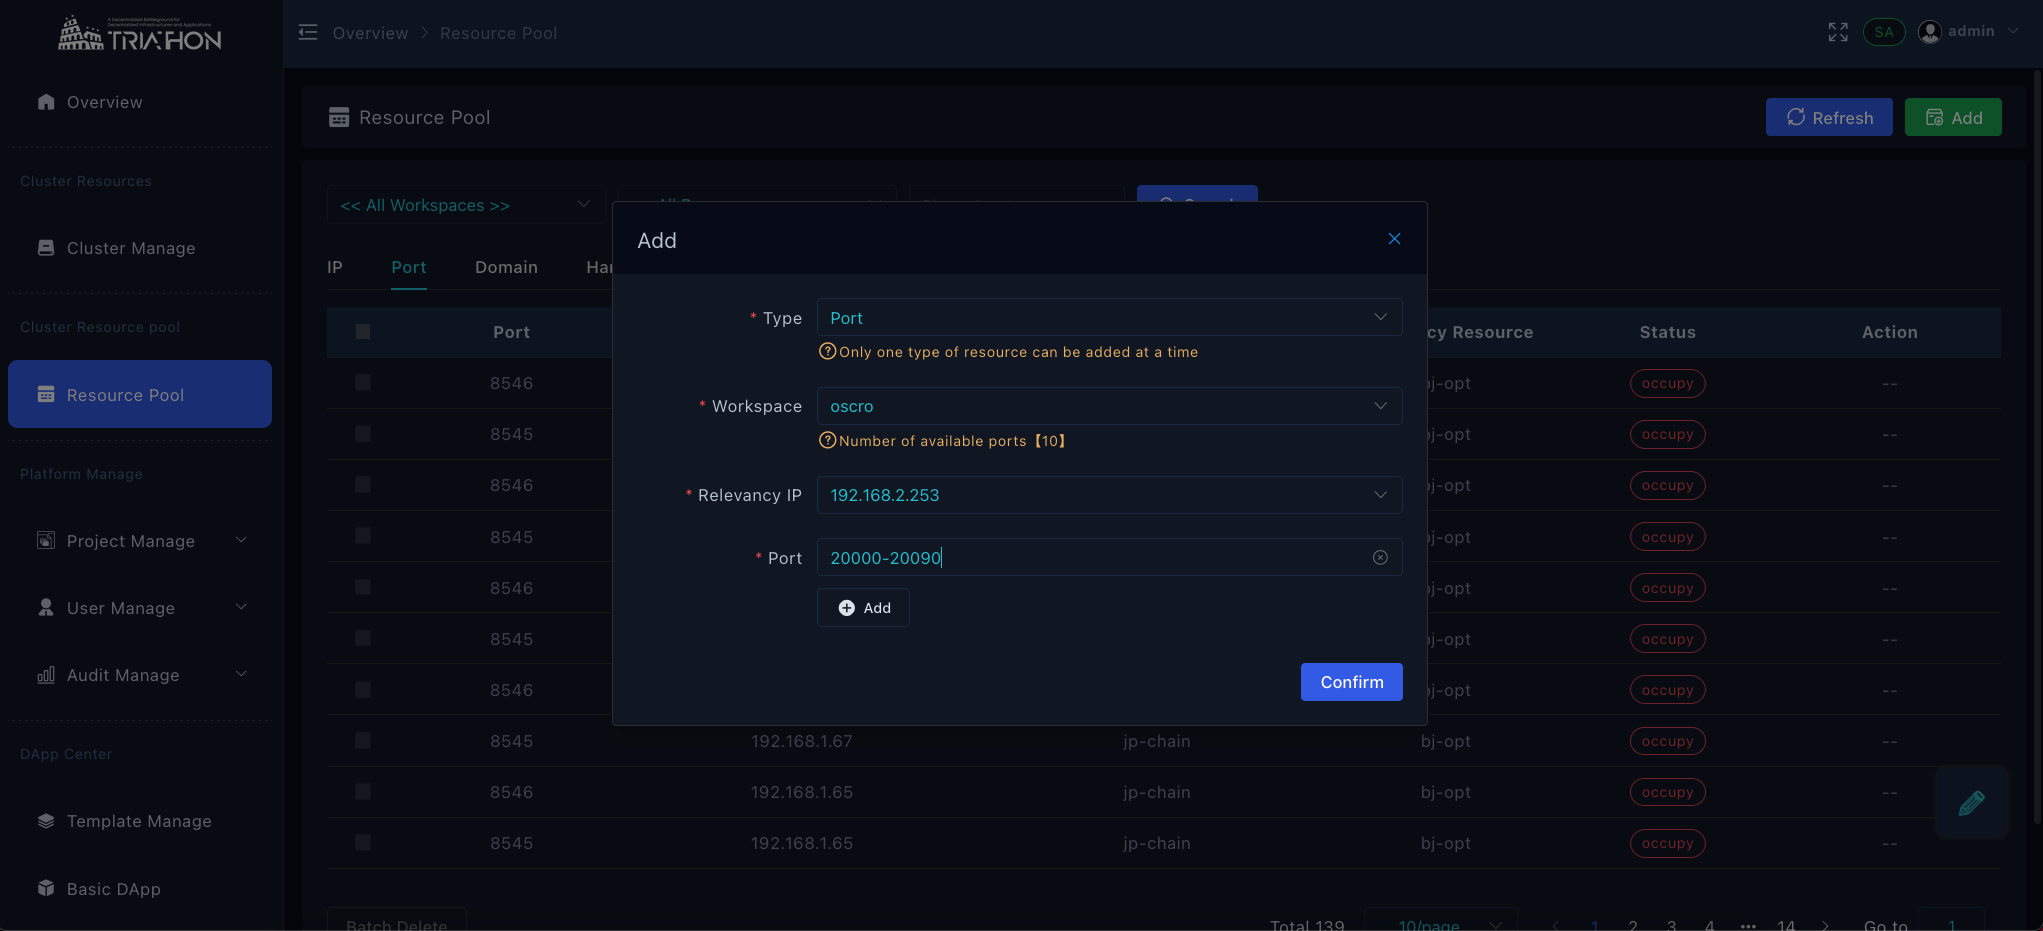 A Decentralized Battleground for
Decentralized Infrastructures and Applications
TRIATHON
Overview > Resource Pool
SA
admin
Overview
Cluster Resources
Cluster Manage
Cluster Resource pool
Resource Pool
Platform Manage
Project Manage
User Manage
Audit Manage
DApp Center
Template Manage
Basic DApp
Resource Pool
Refresh
Add
<< All Workspaces >>
IP Port Domain
Port
cy Resource Status Action
8546 bj-opt occupy --
8545 bj-opt occupy --
8546 bj-opt occupy --
8545 bj-opt occupy --
8546 bj-opt occupy --
8545 bj-opt occupy --
8546 bj-opt occupy --
8545 192.168.1.67 jp-chain bj-opt occupy --
8546 192.168.1.65 jp-chain bj-opt occupy --
8545 192.168.1.65 jp-chain bj-opt occupy --
Batch Delete
Total 139 10/page < 1 2 3 4 ••• 14 > Go to 1
Add
* Type Port
Only one type of resource can be added at a time
* Workspace oscro
Number of available ports【10】
* Relevancy IP 192.168.2.253
* Port 20000-20090
Add
Confirm